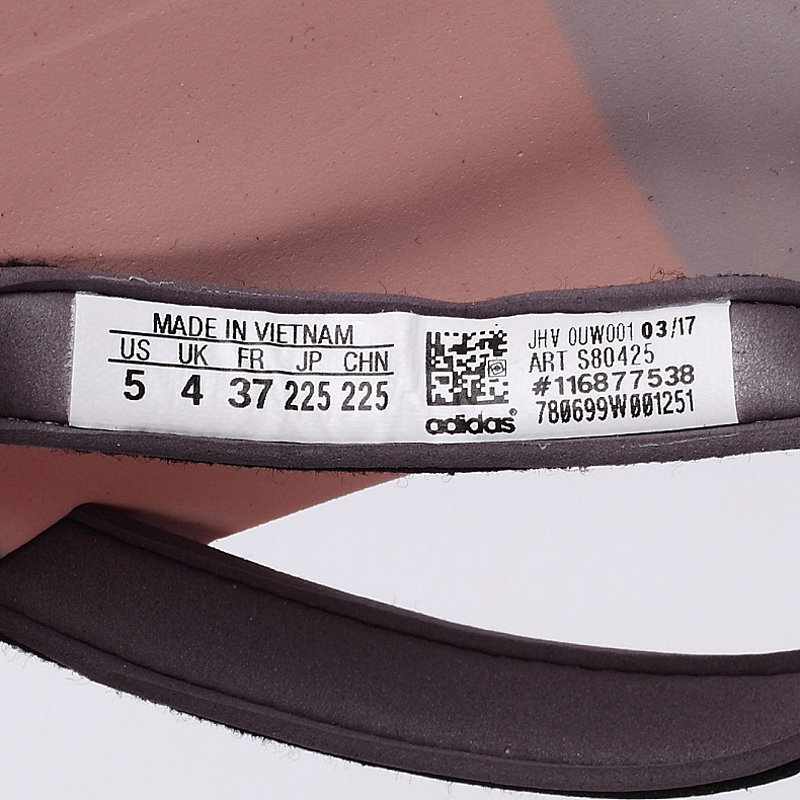 MADE IN VIETNAM
US UK FR JP CHN
5 4 37 225 225
adidas®
JHV 0UW001 03/17
ART S80425
#116877538
780699W001251